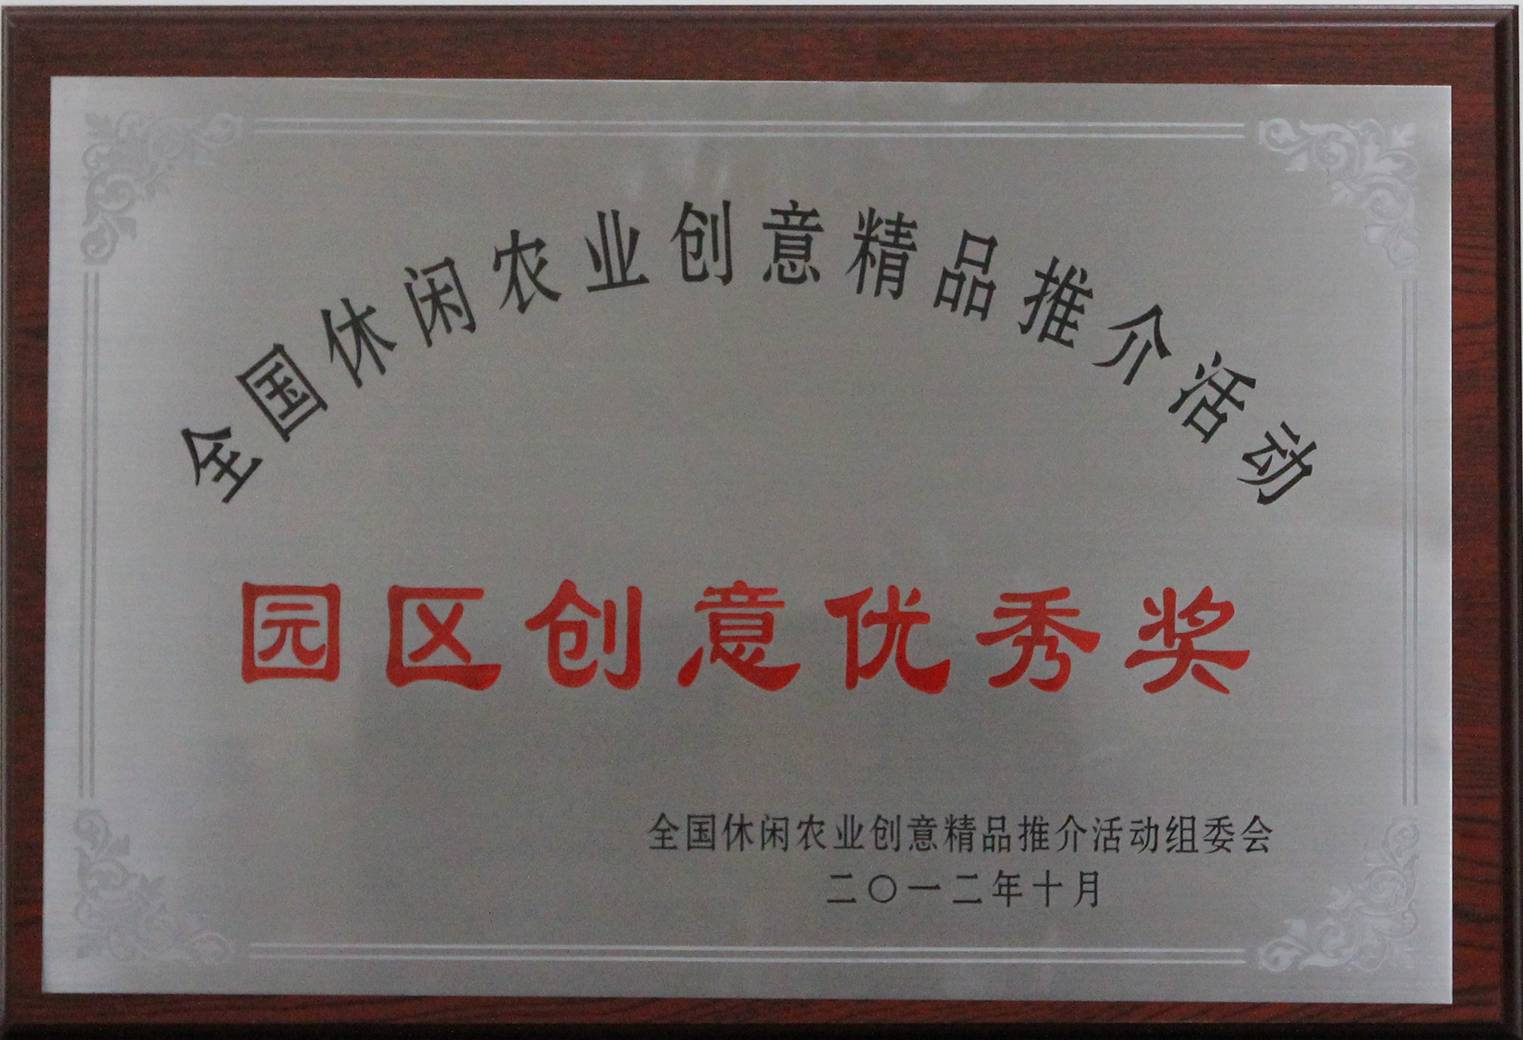 全国休闲农业创意精品推介活动
园区创意优秀奖
全国休闲农业创意精品推介活动组委会
二〇一二年十月